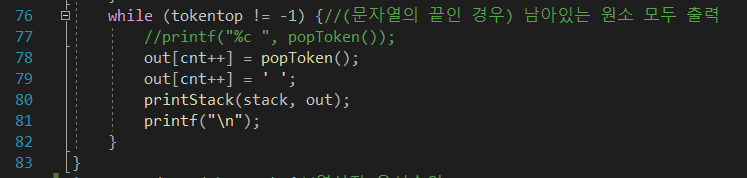 76 while (tokentop != -1) {//(문자열의 끝인 경우) 남아있는 원소 모두 출력
77 //printf("%c ", popToken());
78 out[cnt++] = popToken();
79 out[cnt++] = ' ';
80 printStack(stack, out);
81 printf("\n");
82 }
83 }